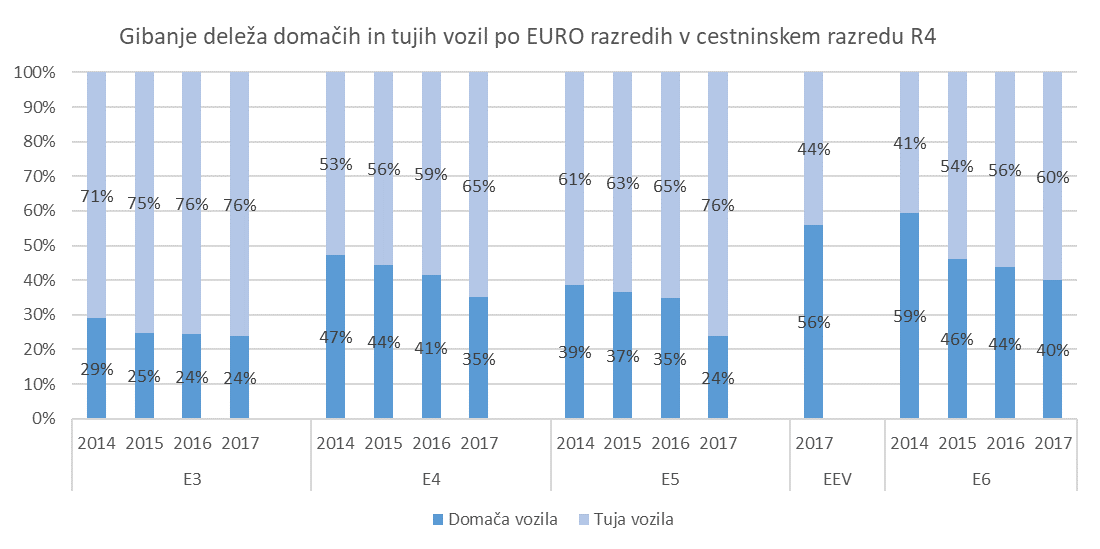 Gibanje deleža domačih in tujih vozil po EURO razredih v cestninskem razredu R4
100%
90%
80%
70%
60%
50%
40%
30%
20%
10%
0%
71% 75% 76% 76% 53% 56% 59% 65% 61% 63% 65% 76% 44% 41% 54% 56% 60%
29% 25% 24% 24% 47% 44% 41% 35% 39% 37% 35% 24% 56% 59% 46% 44% 40%
2014 2015 2016 2017 2014 2015 2016 2017 2014 2015 2016 2017 2017 2014 2015 2016 2017
E3 E4 E5 EEV E6
Domača vozila Tuja vozila